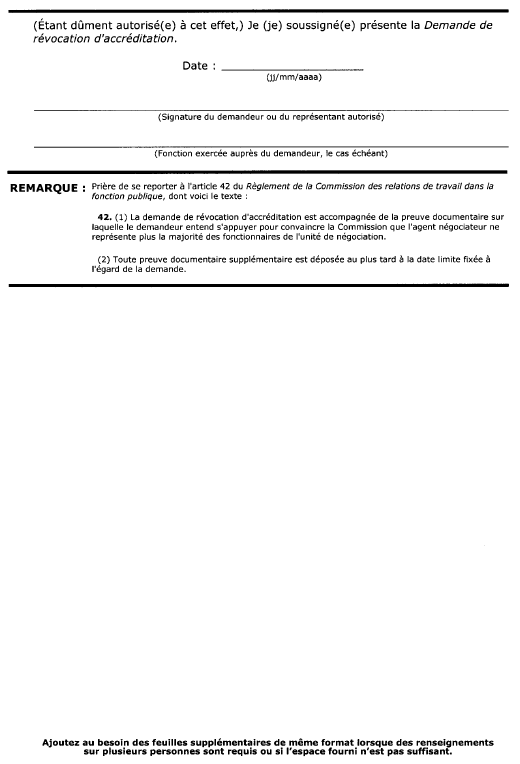 (Étant dûment autorisé(e) à cet effet,) Je (je) soussigné(e) présente la Demande de
révocation d'accréditation.
Date : ____________________
(jj/mm/aaaa)
(Signature du demandeur ou du représentant autorisé)
(Fonction exercée auprès du demandeur, le cas échéant)
REMARQUE : Prière de se reporter à l'article 42 du Règlement de la Commission des relations de travail dans la
fonction publique, dont voici le texte :
42. (1) La demande de révocation d'accréditation est accompagnée de la preuve documentaire sur
laquelle le demandeur entend s'appuyer pour convaincre la Commission que l'agent négociateur ne
représente plus la majorité des fonctionnaires de l'unité de négociation.
(2) Toute preuve documentaire supplémentaire est déposée au plus tard à la date limite fixée à
l'égard de la demande.
Ajoutez au besoin des feuilles supplémentaires de même format lorsque des renseignements
sur plusieurs personnes sont requis ou si l'espace fourni n'est pas suffisant.